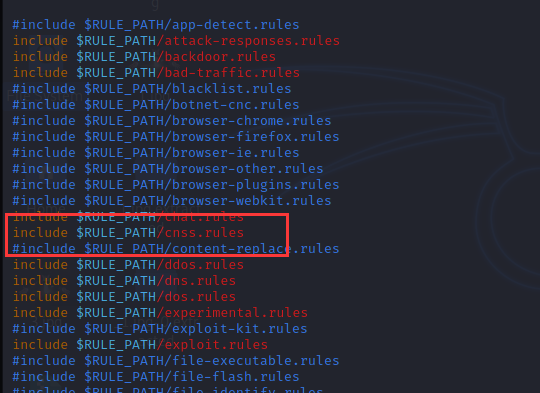 #include $RULE_PATH/app-detect.rules
include $RULE_PATH/attack-responses.rules
include $RULE_PATH/backdoor.rules
include $RULE_PATH/bad-traffic.rules
#include $RULE_PATH/blacklist.rules
#include $RULE_PATH/botnet-cnc.rules
#include $RULE_PATH/browser-chrome.rules
#include $RULE_PATH/browser-firefox.rules
#include $RULE_PATH/browser-ie.rules
#include $RULE_PATH/browser-other.rules
#include $RULE_PATH/browser-plugins.rules
#include $RULE_PATH/browser-webkit.rules
include $RULE_PATH/chat.rules
include $RULE_PATH/cnss.rules
#include $RULE_PATH/content-replace.rules
include $RULE_PATH/ddos.rules
include $RULE_PATH/dns.rules
include $RULE_PATH/dos.rules
include $RULE_PATH/experimental.rules
#include $RULE_PATH/exploit-kit.rules
include $RULE_PATH/exploit.rules
#include $RULE_PATH/file-executable.rules
#include $RULE_PATH/file-flash.rules
#include $RULE_PATH/file-identify.rules